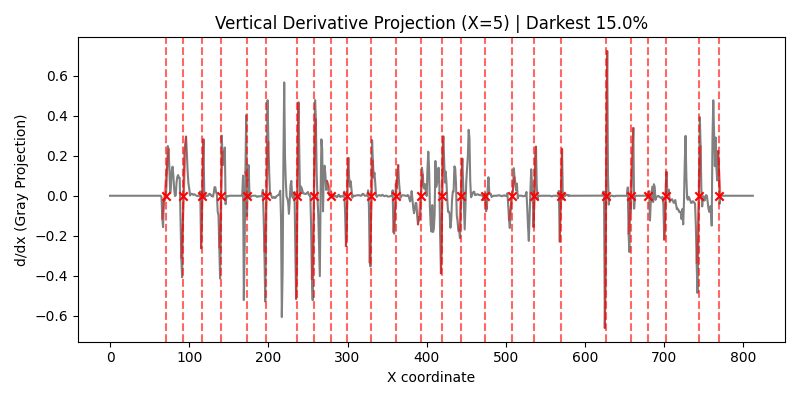 Vertical Derivative Projection (X=5) | Darkest 15.0%
d/dx (Gray Projection)
0.6
0.4
0.2
0.0
−0.2
−0.4
−0.6
0 100 200 300 400 500 600 700 800
X coordinate